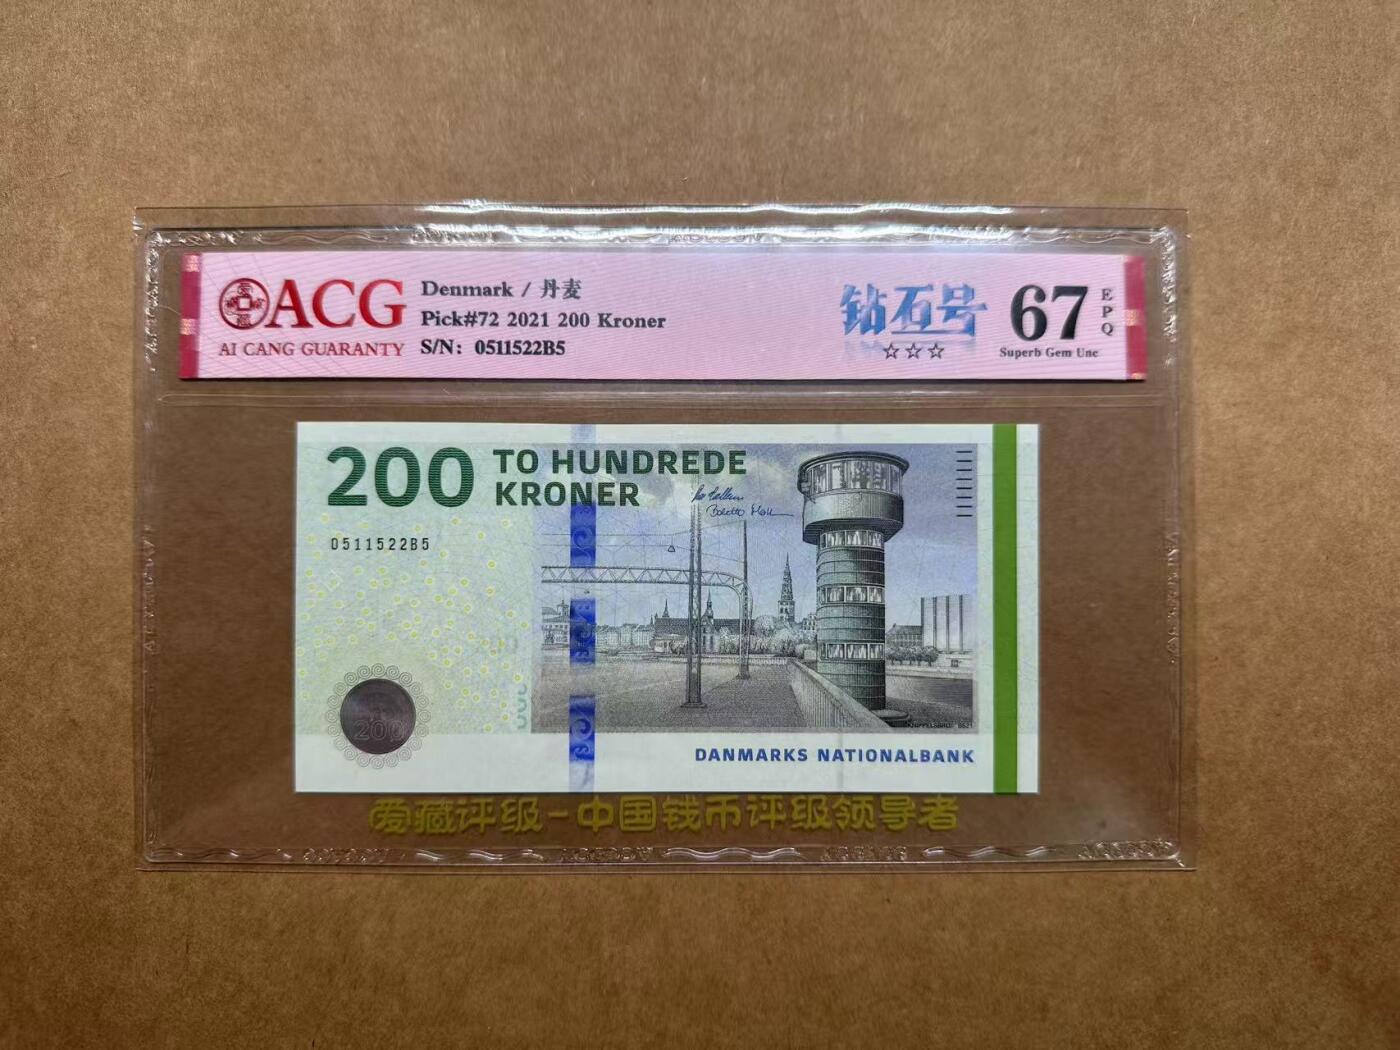 ACG
AI CANG GUARANTY
Denmark / 丹麦
Pick#72 2021 200 Kroner
S/N: 0511522B5
钻石号
☆☆☆
67
EPQ
Superb Gem Unc
200 TO HUNDREDE
KRONER
0511522B5
200
DANMARKS NATIONALBANK
爱藏评级-中国钱币评级领导者